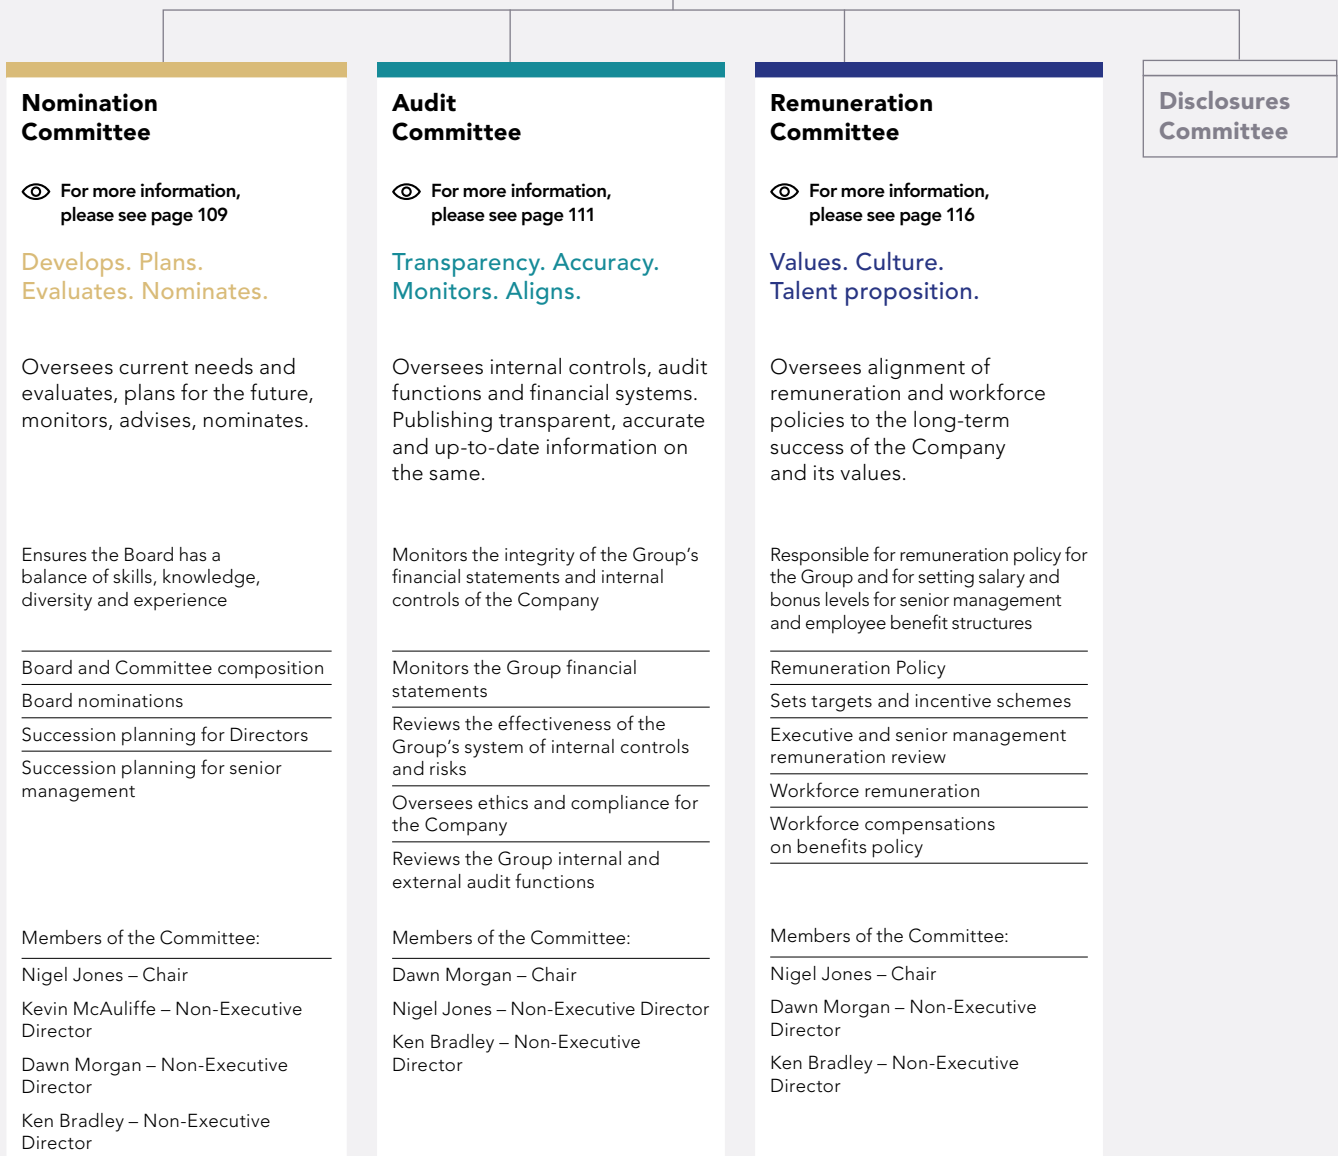 Nomination
Committee
For more information,
please see page 109
Develops. Plans.
Evaluates. Nominates.
Oversees current needs and
evaluates, plans for the future,
monitors, advises, nominates.
Ensures the Board has a
balance of skills, knowledge,
diversity and experience
Board and Committee composition
Board nominations
Succession planning for Directors
Succession planning for senior
management
Members of the Committee:
Nigel Jones – Chair
Kevin McAuliffe – Non-Executive
Director
Dawn Morgan – Non-Executive
Director
Ken Bradley – Non-Executive
Director
Audit
Committee
For more information,
please see page 111
Transparency. Accuracy.
Monitors. Aligns.
Oversees internal controls, audit
functions and financial systems.
Publishing transparent, accurate
and up-to-date information on
the same.
Monitors the integrity of the Group’s
financial statements and internal
controls of the Company
Monitors the Group financial
statements
Reviews the effectiveness of the
Group’s system of internal controls
and risks
Oversees ethics and compliance for
the Company
Reviews the Group internal and
external audit functions
Members of the Committee:
Dawn Morgan – Chair
Nigel Jones – Non-Executive Director
Ken Bradley – Non-Executive
Director
Remuneration
Committee
For more information,
please see page 116
Values. Culture.
Talent proposition.
Oversees alignment of
remuneration and workforce
policies to the long-term
success of the Company
and its values.
Responsible for remuneration policy for
the Group and for setting salary and
bonus levels for senior management
and employee benefit structures
Remuneration Policy
Sets targets and incentive schemes
Executive and senior management
remuneration review
Workforce remuneration
Workforce compensations
on benefits policy
Members of the Committee:
Nigel Jones – Chair
Dawn Morgan – Non-Executive
Director
Ken Bradley – Non-Executive
Director
Disclosures
Committee